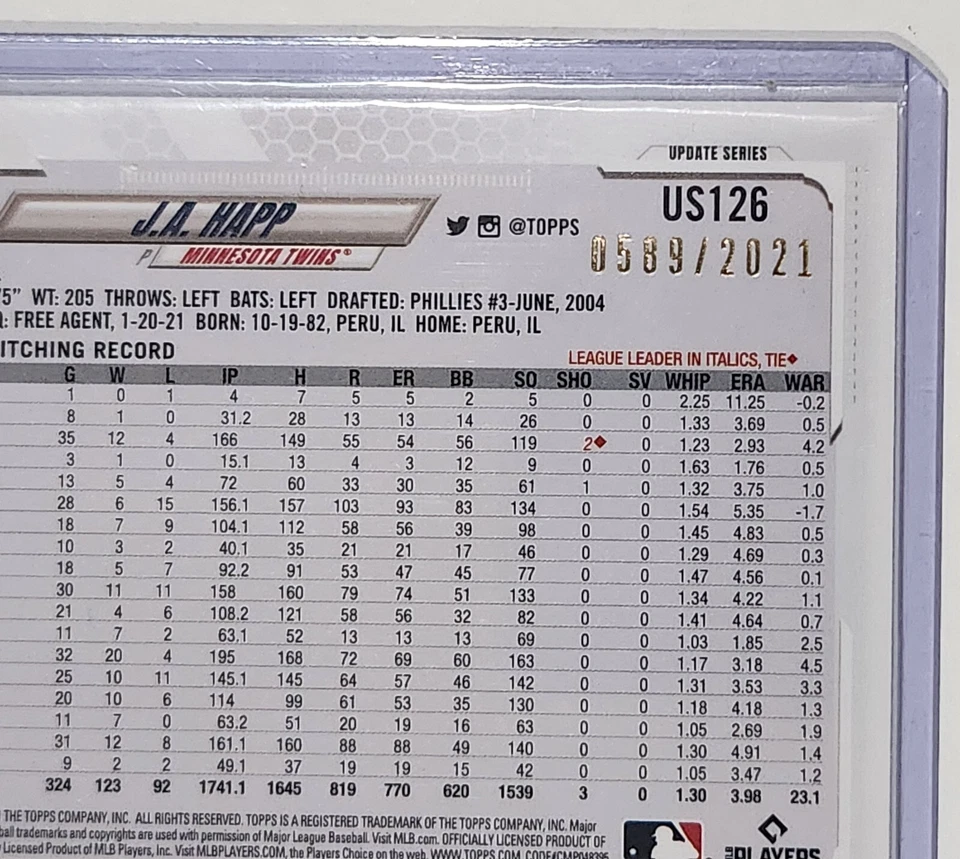 UPDATE SERIES
US126
J.A. HAPP
@TOPPS
0589/2021
P
MINNESOTA TWINS®
'5" WT: 205 THROWS: LEFT BATS: LEFT DRAFTED: PHILLIES #3-JUNE, 2004
: FREE AGENT, 1-20-21 BORN: 10-19-82, PERU, IL HOME: PERU, IL
ITCHING RECORD
LEAGUE LEADER IN ITALICS, TIE◆
G W L IP H R ER BB SO SHO SV WHIP ERA WAR
1 0 1 4 7 5 5 2 5 0 0 2.25 11.25 -0.2
8 1 0 31.2 28 13 13 14 26 0 0 1.33 3.69 0.5
35 12 4 166 149 55 54 56 119 2◆ 0 1.23 2.93 4.2
3 1 0 15.1 13 4 3 12 9 0 0 1.63 1.76 0.5
13 5 4 72 60 33 30 35 61 1 0 1.32 3.75 1.0
28 6 15 156.1 157 103 93 83 134 0 0 1.54 5.35 -1.7
18 7 9 104.1 112 58 56 39 98 0 0 1.45 4.83 0.5
10 3 2 40.1 35 21 21 17 46 0 0 1.29 4.69 0.3
18 5 7 92.2 91 53 47 45 77 0 0 1.47 4.56 0.1
30 11 11 158 160 79 74 51 133 0 0 1.34 4.22 1.1
21 4 6 108.2 121 58 56 32 82 0 0 1.41 4.64 0.7
11 7 2 63.1 52 13 13 13 69 0 0 1.03 1.85 2.5
32 20 4 195 168 72 69 60 163 0 0 1.17 3.18 4.5
25 10 11 145.1 145 64 57 46 142 0 0 1.31 3.53 3.3
20 10 6 114 99 61 53 35 130 0 0 1.18 4.18 1.3
11 7 0 63.2 51 20 19 16 63 0 0 1.05 2.69 1.9
31 12 8 161.1 160 88 88 49 140 0 0 1.30 4.91 1.4
9 2 2 49.1 37 19 19 15 42 0 0 1.05 3.47 1.2
324 123 92 1741.1 1645 819 770 620 1539 3 0 1.30 3.98 23.1
THE TOPPS COMPANY, INC. ALL RIGHTS RESERVED. TOPPS IS A REGISTERED TRADEMARK OF THE TOPPS COMPANY, INC. Major
ball trademarks and copyrights are used with permission of Major League Baseball. Visit MLB.com. OFFICIALLY LICENSED PRODUCT OF
Licensed Product of MLB Players, Inc. Visit MLBPLAYERS.COM, the Players Choice on the web. WWW.TOPPS.COM
MLB PLAYERS